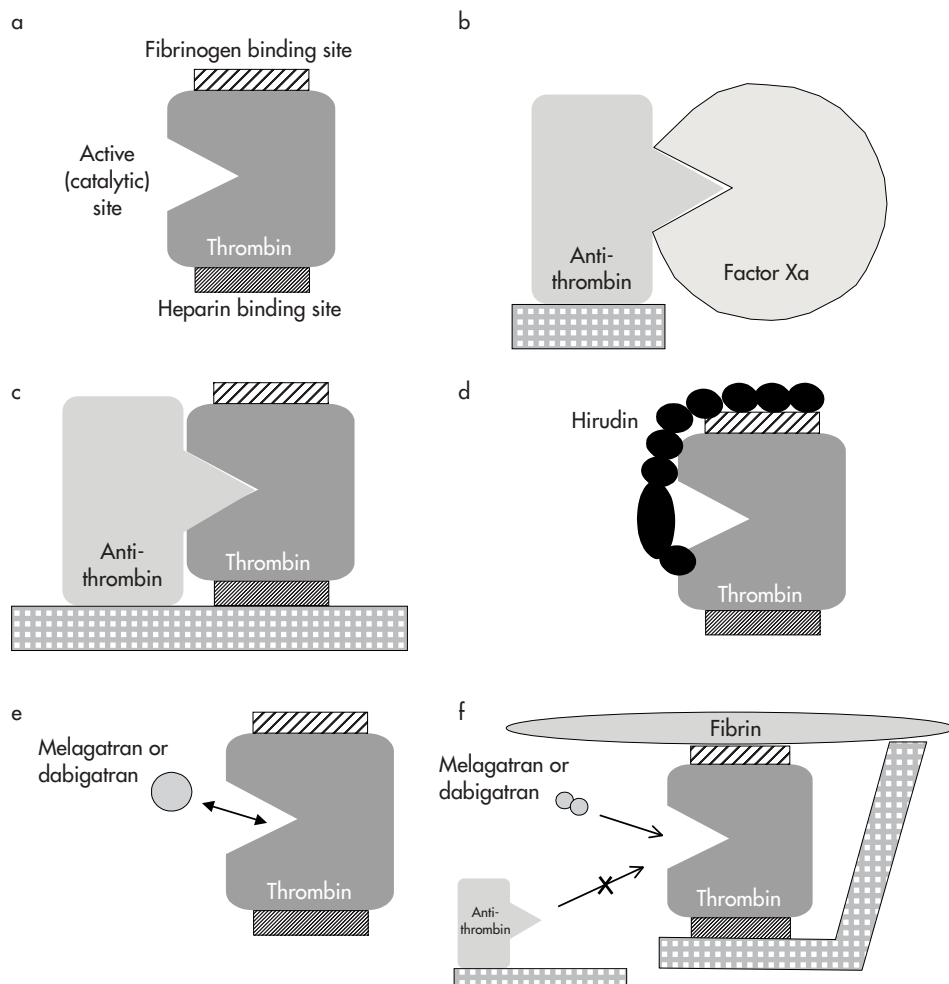 a
Fibrinogen binding site
Active
(catalytic)
site
Thrombin
Heparin binding site
b
Anti-
thrombin
Factor Xa
c
Anti-
thrombin
Thrombin
d
Hirudin
Thrombin
e
Melagatran or
dabigatran
Thrombin
f
Fibrin
Melagatran or
dabigatran
Thrombin
Anti-
thrombin